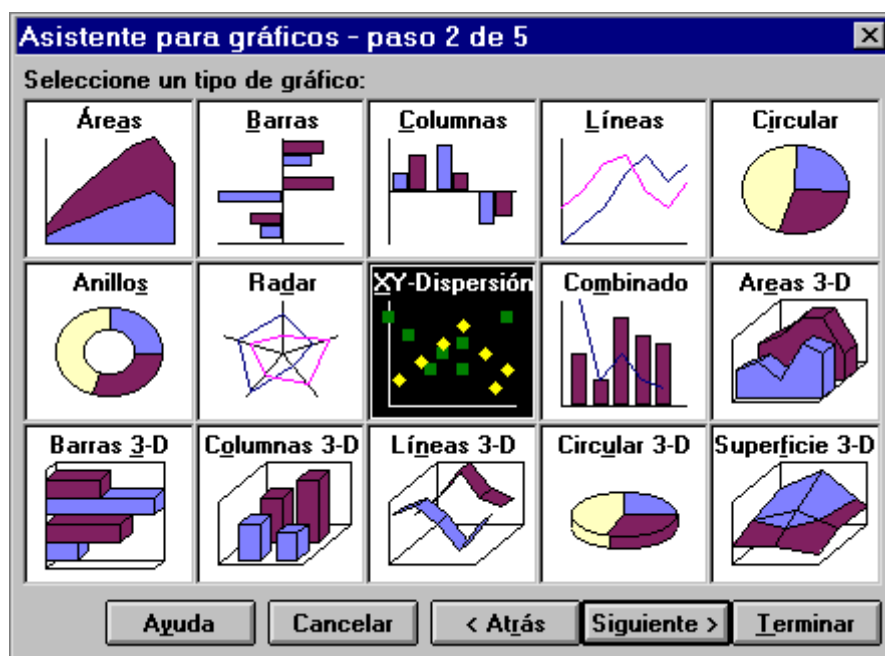 Asistente para gráficos - paso 2 de 5
Seleccione un tipo de gráfico:
Áreas Barras Columnas Líneas Circular
Anillos Radar XY-Dispersión Combinado Areas 3-D
Barras 3-D Columnas 3-D Líneas 3-D Circular 3-D Superficie 3-D
Ayuda Cancelar < Atrás Siguiente > Terminar